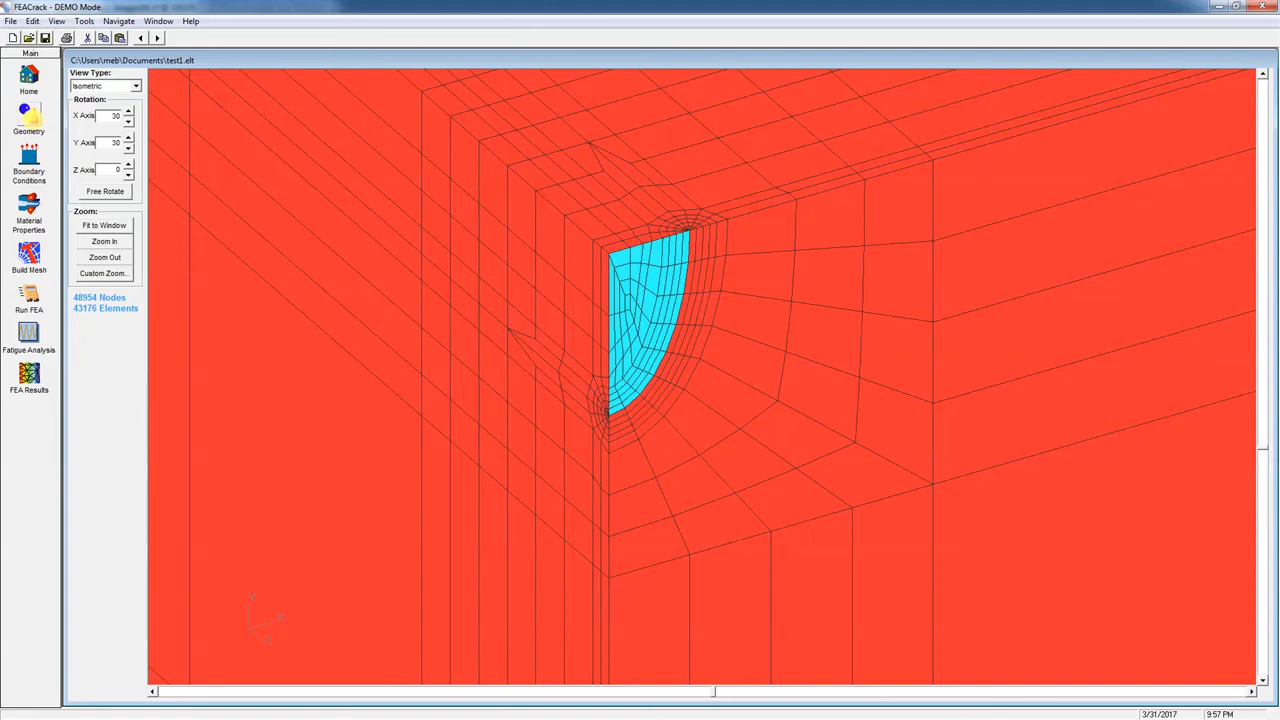 FEACrack - DEMO Mode
File Edit View Tools Navigate Window Help
Main
Home
Geometry
Boundary
Conditions
Material
Properties
Build Mesh
Run FEA
Fatigue Analysis
FEA Results
C:\Users\meb\Documents\test1.elt
View Type:
Isometric
Rotation:
X Axis 30
Y Axis 30
Z Axis 0
Free Rotate
Zoom:
Fit to Window
Zoom In
Zoom Out
Custom Zoom...
48954 Nodes
43176 Elements
Y
X
Z
3/31/2017 9:57 PM